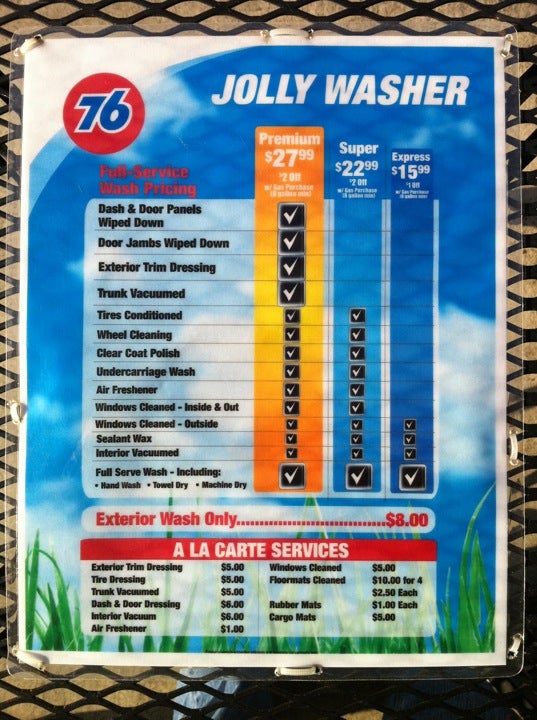 76
JOLLY WASHER
Full-Service
Wash Pricing
Premium
$27.99
$2 Off
w/ Gas Purchase
(8 gallon min)
Super
$22.99
$2 Off
w/ Gas Purchase
(8 gallon min)
Express
$15.99
$1 Off
w/ Gas Purchase
(8 gallon min)
Dash & Door Panels
Wiped Down
Door Jambs Wiped Down
Exterior Trim Dressing
Trunk Vacuumed
Tires Conditioned
Wheel Cleaning
Clear Coat Polish
Undercarriage Wash
Air Freshener
Windows Cleaned - Inside & Out
Windows Cleaned - Outside
Sealant Wax
Interior Vacuumed
Full Serve Wash - Including:
• Hand Wash • Towel Dry • Machine Dry
Exterior Wash Only..............................$8.00
A LA CARTE SERVICES
Exterior Trim Dressing $5.00
Tire Dressing $5.00
Trunk Vacuumed $5.00
Dash & Door Dressing $6.00
Interior Vacuum $6.00
Air Freshener $1.00
Windows Cleaned $5.00
Floormats Cleaned $10.00 for 4
$2.50 Each
Rubber Mats $1.00 Each
Cargo Mats $5.00